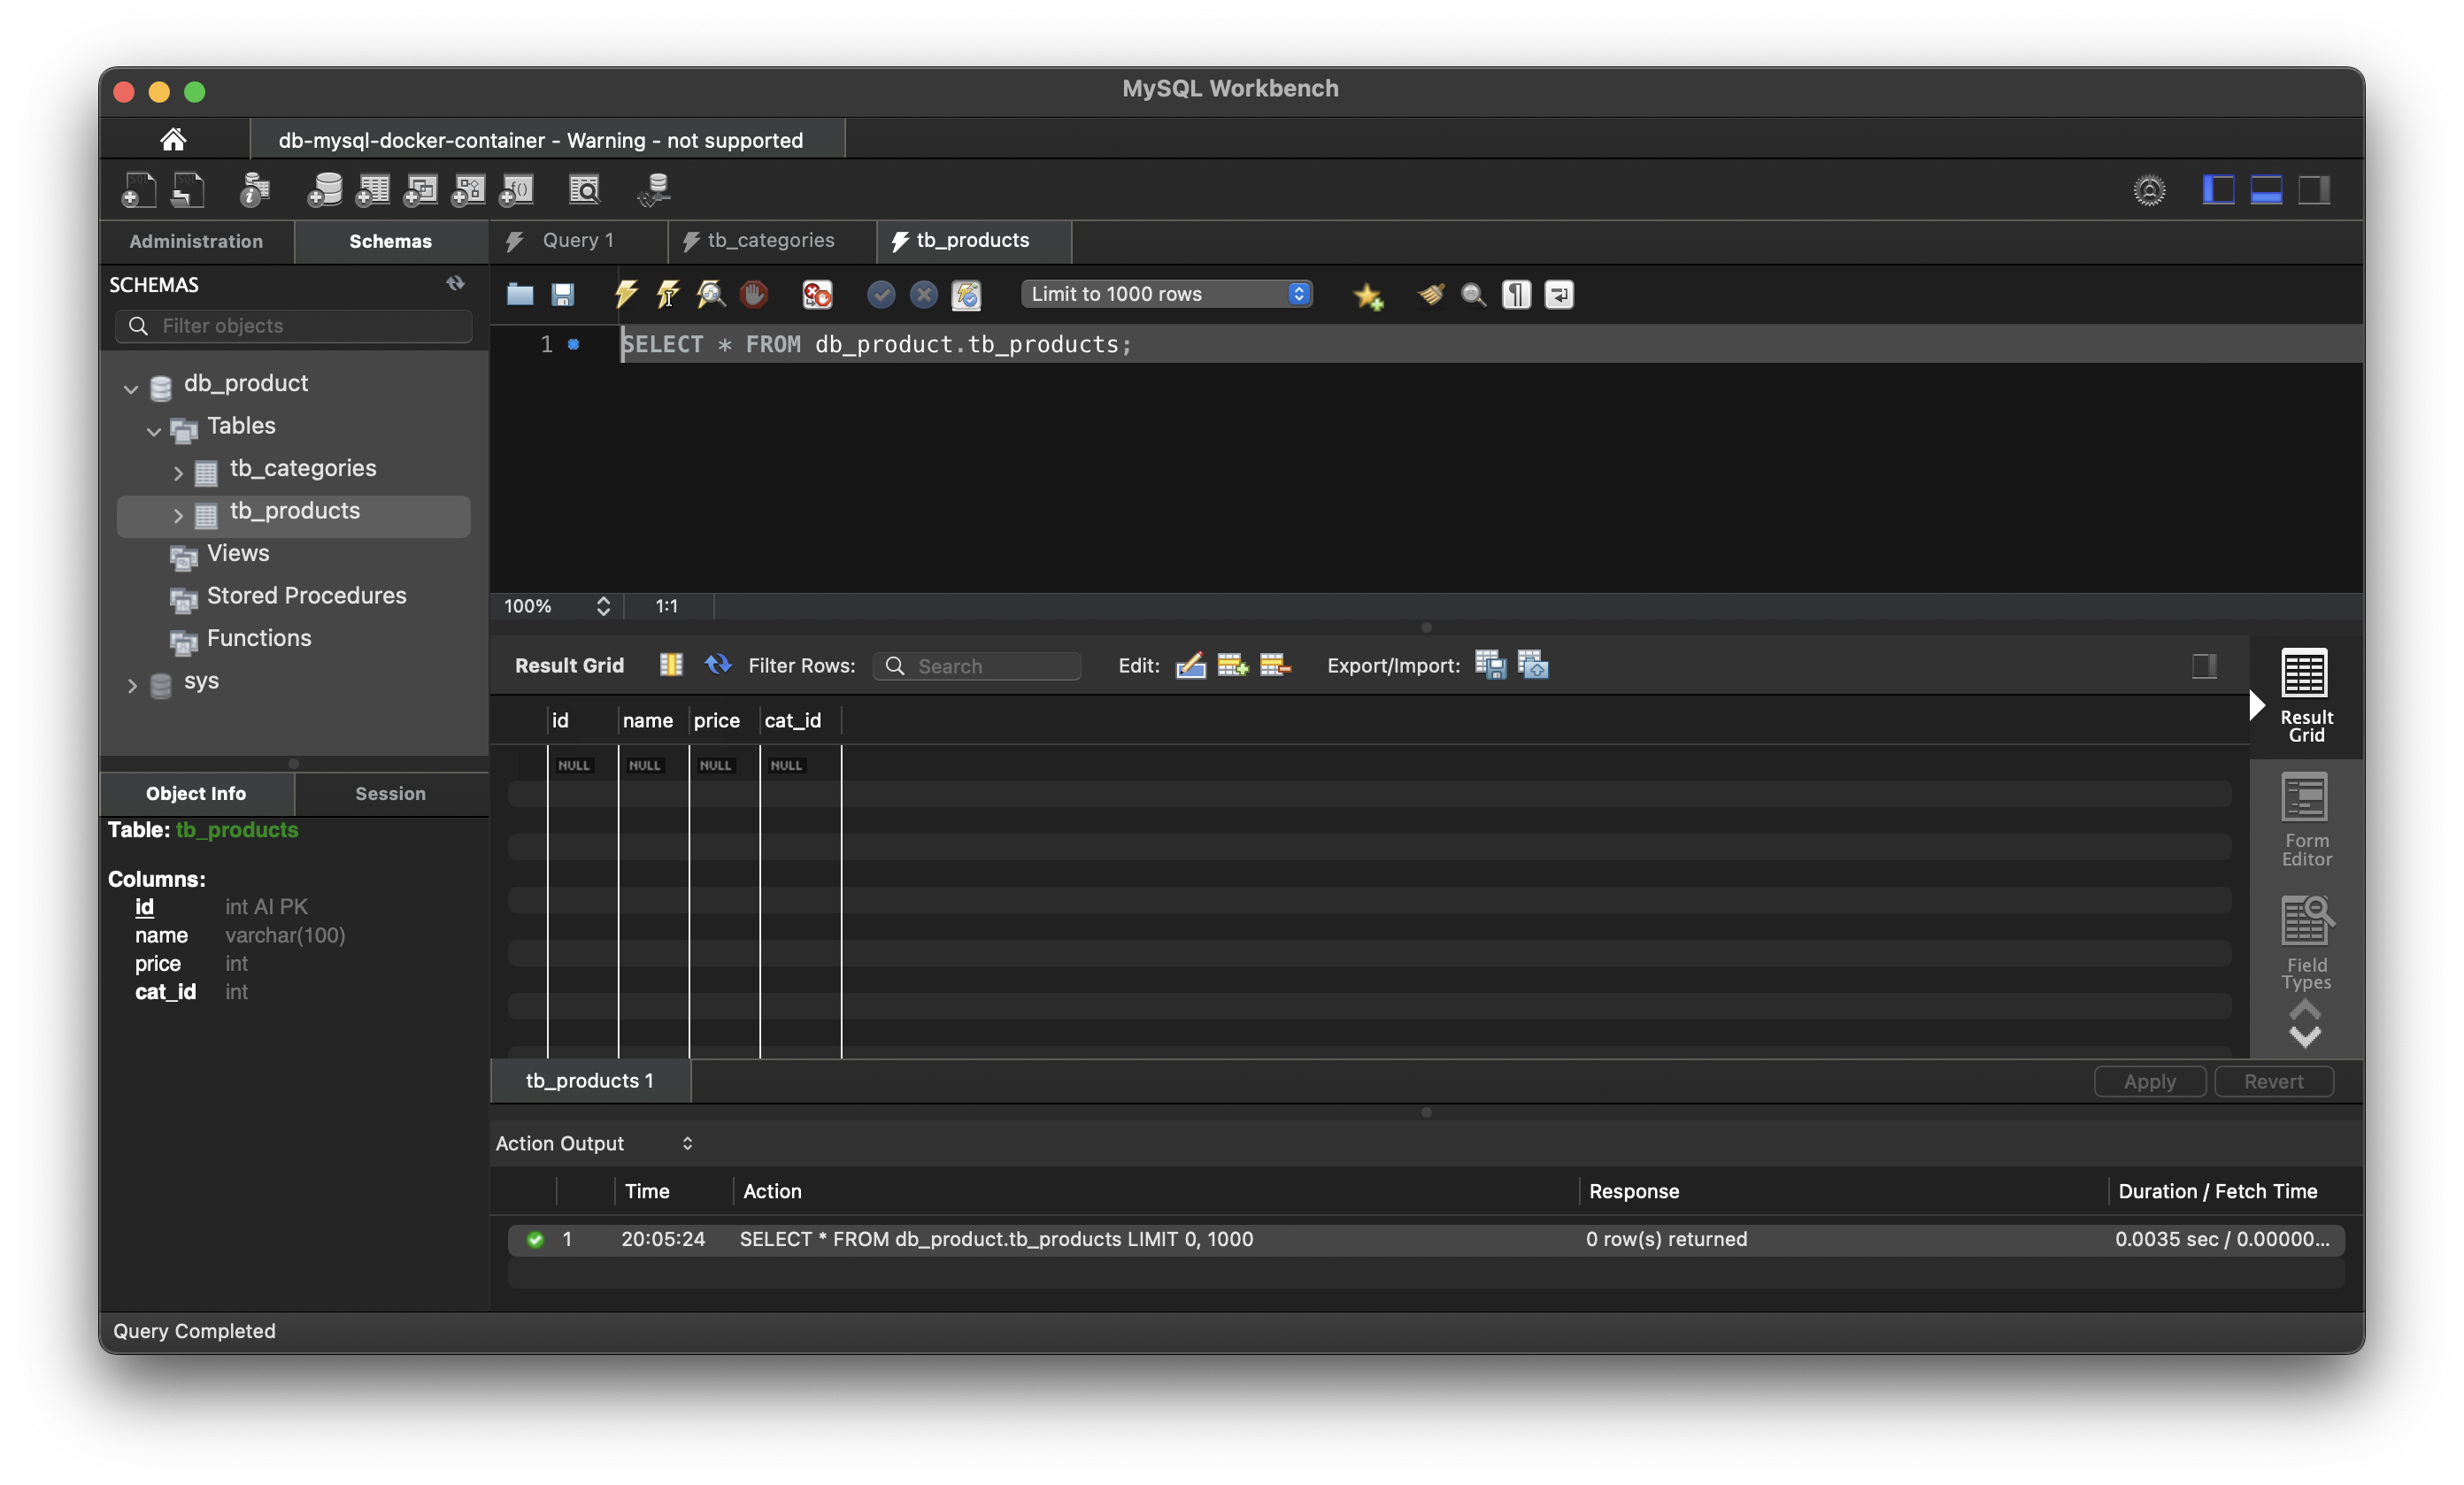 MySQL Workbench
db-mysql-docker-container - Warning - not supported
Administration
Schemas
SCHEMAS
Filter objects
db_product
Tables
tb_categories
tb_products
Views
Stored Procedures
Functions
sys
Object Info
Session
Table: tb_products
Columns:
id int AI PK
name varchar(100)
price int
cat_id int
Query 1
tb_categories
tb_products
Limit to 1000 rows
1 SELECT * FROM db_product.tb_products;
100% 1:1
Result Grid
Filter Rows:
Search
Edit:
Export/Import:
id name price cat_id
NULL NULL NULL NULL
Result
Grid
Form
Editor
Field
Types
tb_products 1
Apply
Revert
Action Output
Time Action Response Duration / Fetch Time
1 20:05:24 SELECT * FROM db_product.tb_products LIMIT 0, 1000 0 row(s) returned 0.0035 sec / 0.00000...
Query Completed